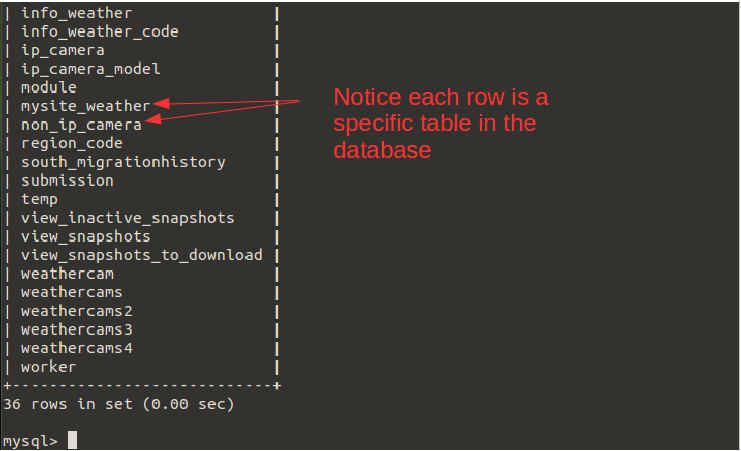 | info_weather |
| info_weather_code |
| ip_camera |
| ip_camera_model |
| module |
| mysite_weather |
| non_ip_camera |
| region_code |
| south_migrationhistory |
| submission |
| temp |
| view_inactive_snapshots |
| view_snapshots |
| view_snapshots_to_download |
| weathercam |
| weathercams |
| weathercams2 |
| weathercams3 |
| weathercams4 |
| worker |
+----------------------------+
36 rows in set (0.00 sec)
mysql>
Notice each row is a
specific table in the
database